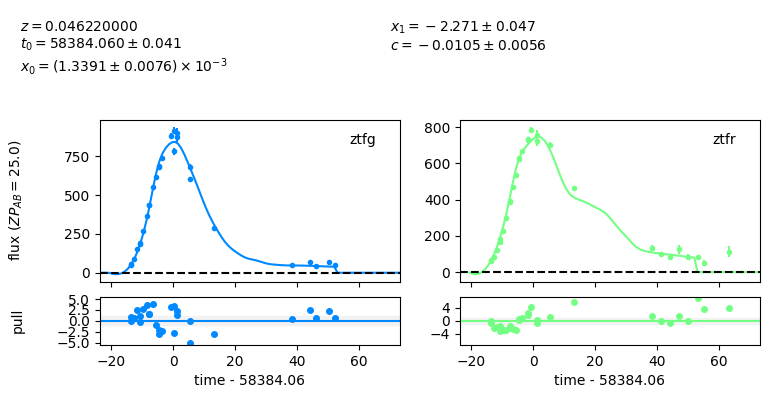 z = 0.046220000
t₀ = 58384.060 ± 0.041
x₀ = (1.3391 ± 0.0076) × 10⁻³
x₁ = −2.271 ± 0.047
c = −0.0105 ± 0.0056
flux (ZP_AB = 25.0)
750
500
250
0
ztfg
800
600
400
200
0
ztfr
pull
5.0
2.5
0.0
−2.5
−5.0
4
0
−4
−20 0 20 40 60
time - 58384.06
−20 0 20 40 60
time - 58384.06